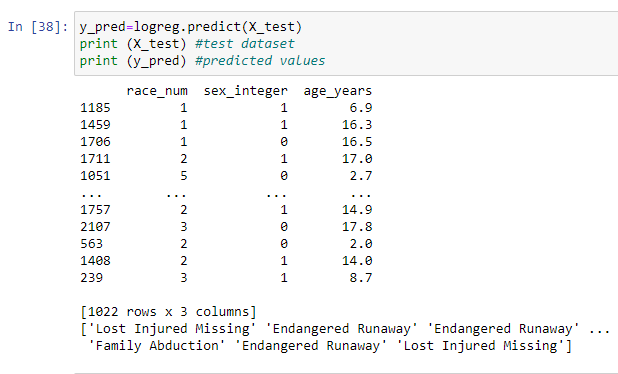 In [38]: y_pred=logreg.predict(X_test)
print (X_test) #test dataset
print (y_pred) #predicted values
race_num sex_integer age_years
1185 1 1 6.9
1459 1 1 16.3
1706 1 0 16.5
1711 2 1 17.0
1051 5 0 2.7
... ... ... ...
1757 2 1 14.9
2107 3 0 17.8
563 2 0 2.0
1408 2 1 14.0
239 3 1 8.7
[1022 rows x 3 columns]
['Lost Injured Missing' 'Endangered Runaway' 'Endangered Runaway' ...
'Family Abduction' 'Endangered Runaway' 'Lost Injured Missing']